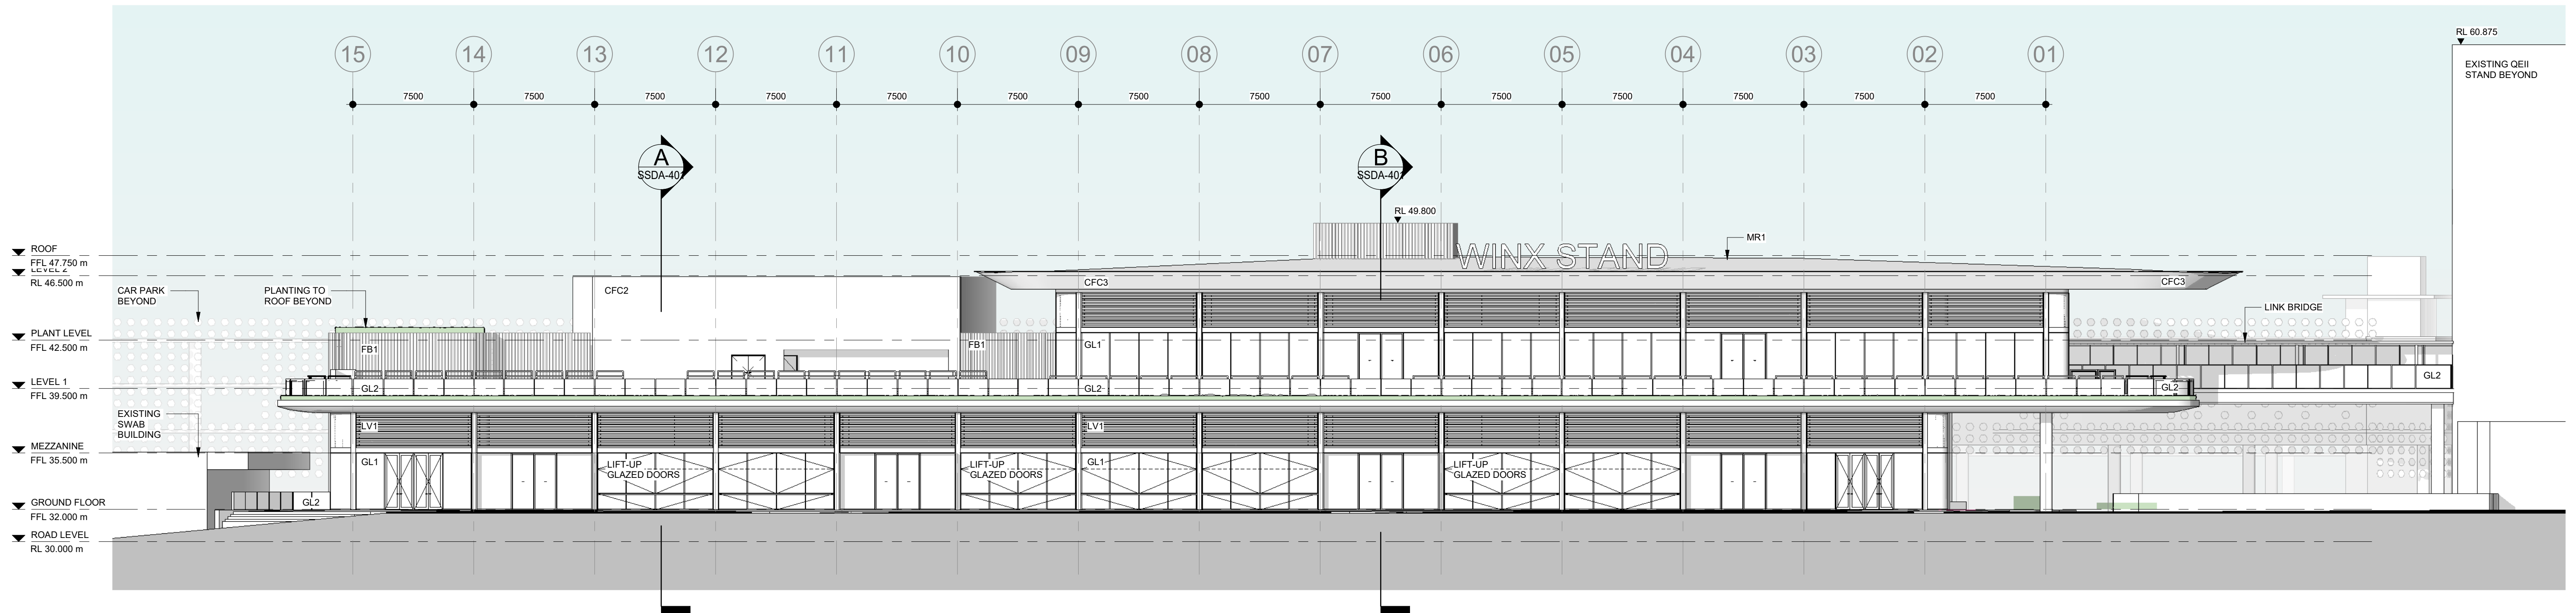 RL 60.875
EXISTING QEII
STAND BEYOND
15
14
13
12
11
10
09
08
07
06
05
04
03
02
01
7500
7500
7500
7500
7500
7500
7500
7500
7500
7500
7500
7500
7500
7500
A
SSDA-401
B
SSDA-401
RL 49.800
MR1
WINX STAND
ROOF
FFL 47.750 m
LEVEL 2
RL 46.500 m
CAR PARK
BEYOND
PLANTING TO
ROOF BEYOND
CFC2
CFC3
CFC3
LINK BRIDGE
PLANT LEVEL
FFL 42.500 m
FB1
FB1
GL1
GL2
LEVEL 1
FFL 39.500 m
GL2
GL2
GL2
EXISTING
SWAB
BUILDING
LV1
LV1
MEZZANINE
FFL 35.500 m
GL1
LIFT-UP
GLAZED DOORS
LIFT-UP
GLAZED DOORS
GL1
LIFT-UP
GLAZED DOORS
GL2
GROUND FLOOR
FFL 32.000 m
ROAD LEVEL
RL 30.000 m